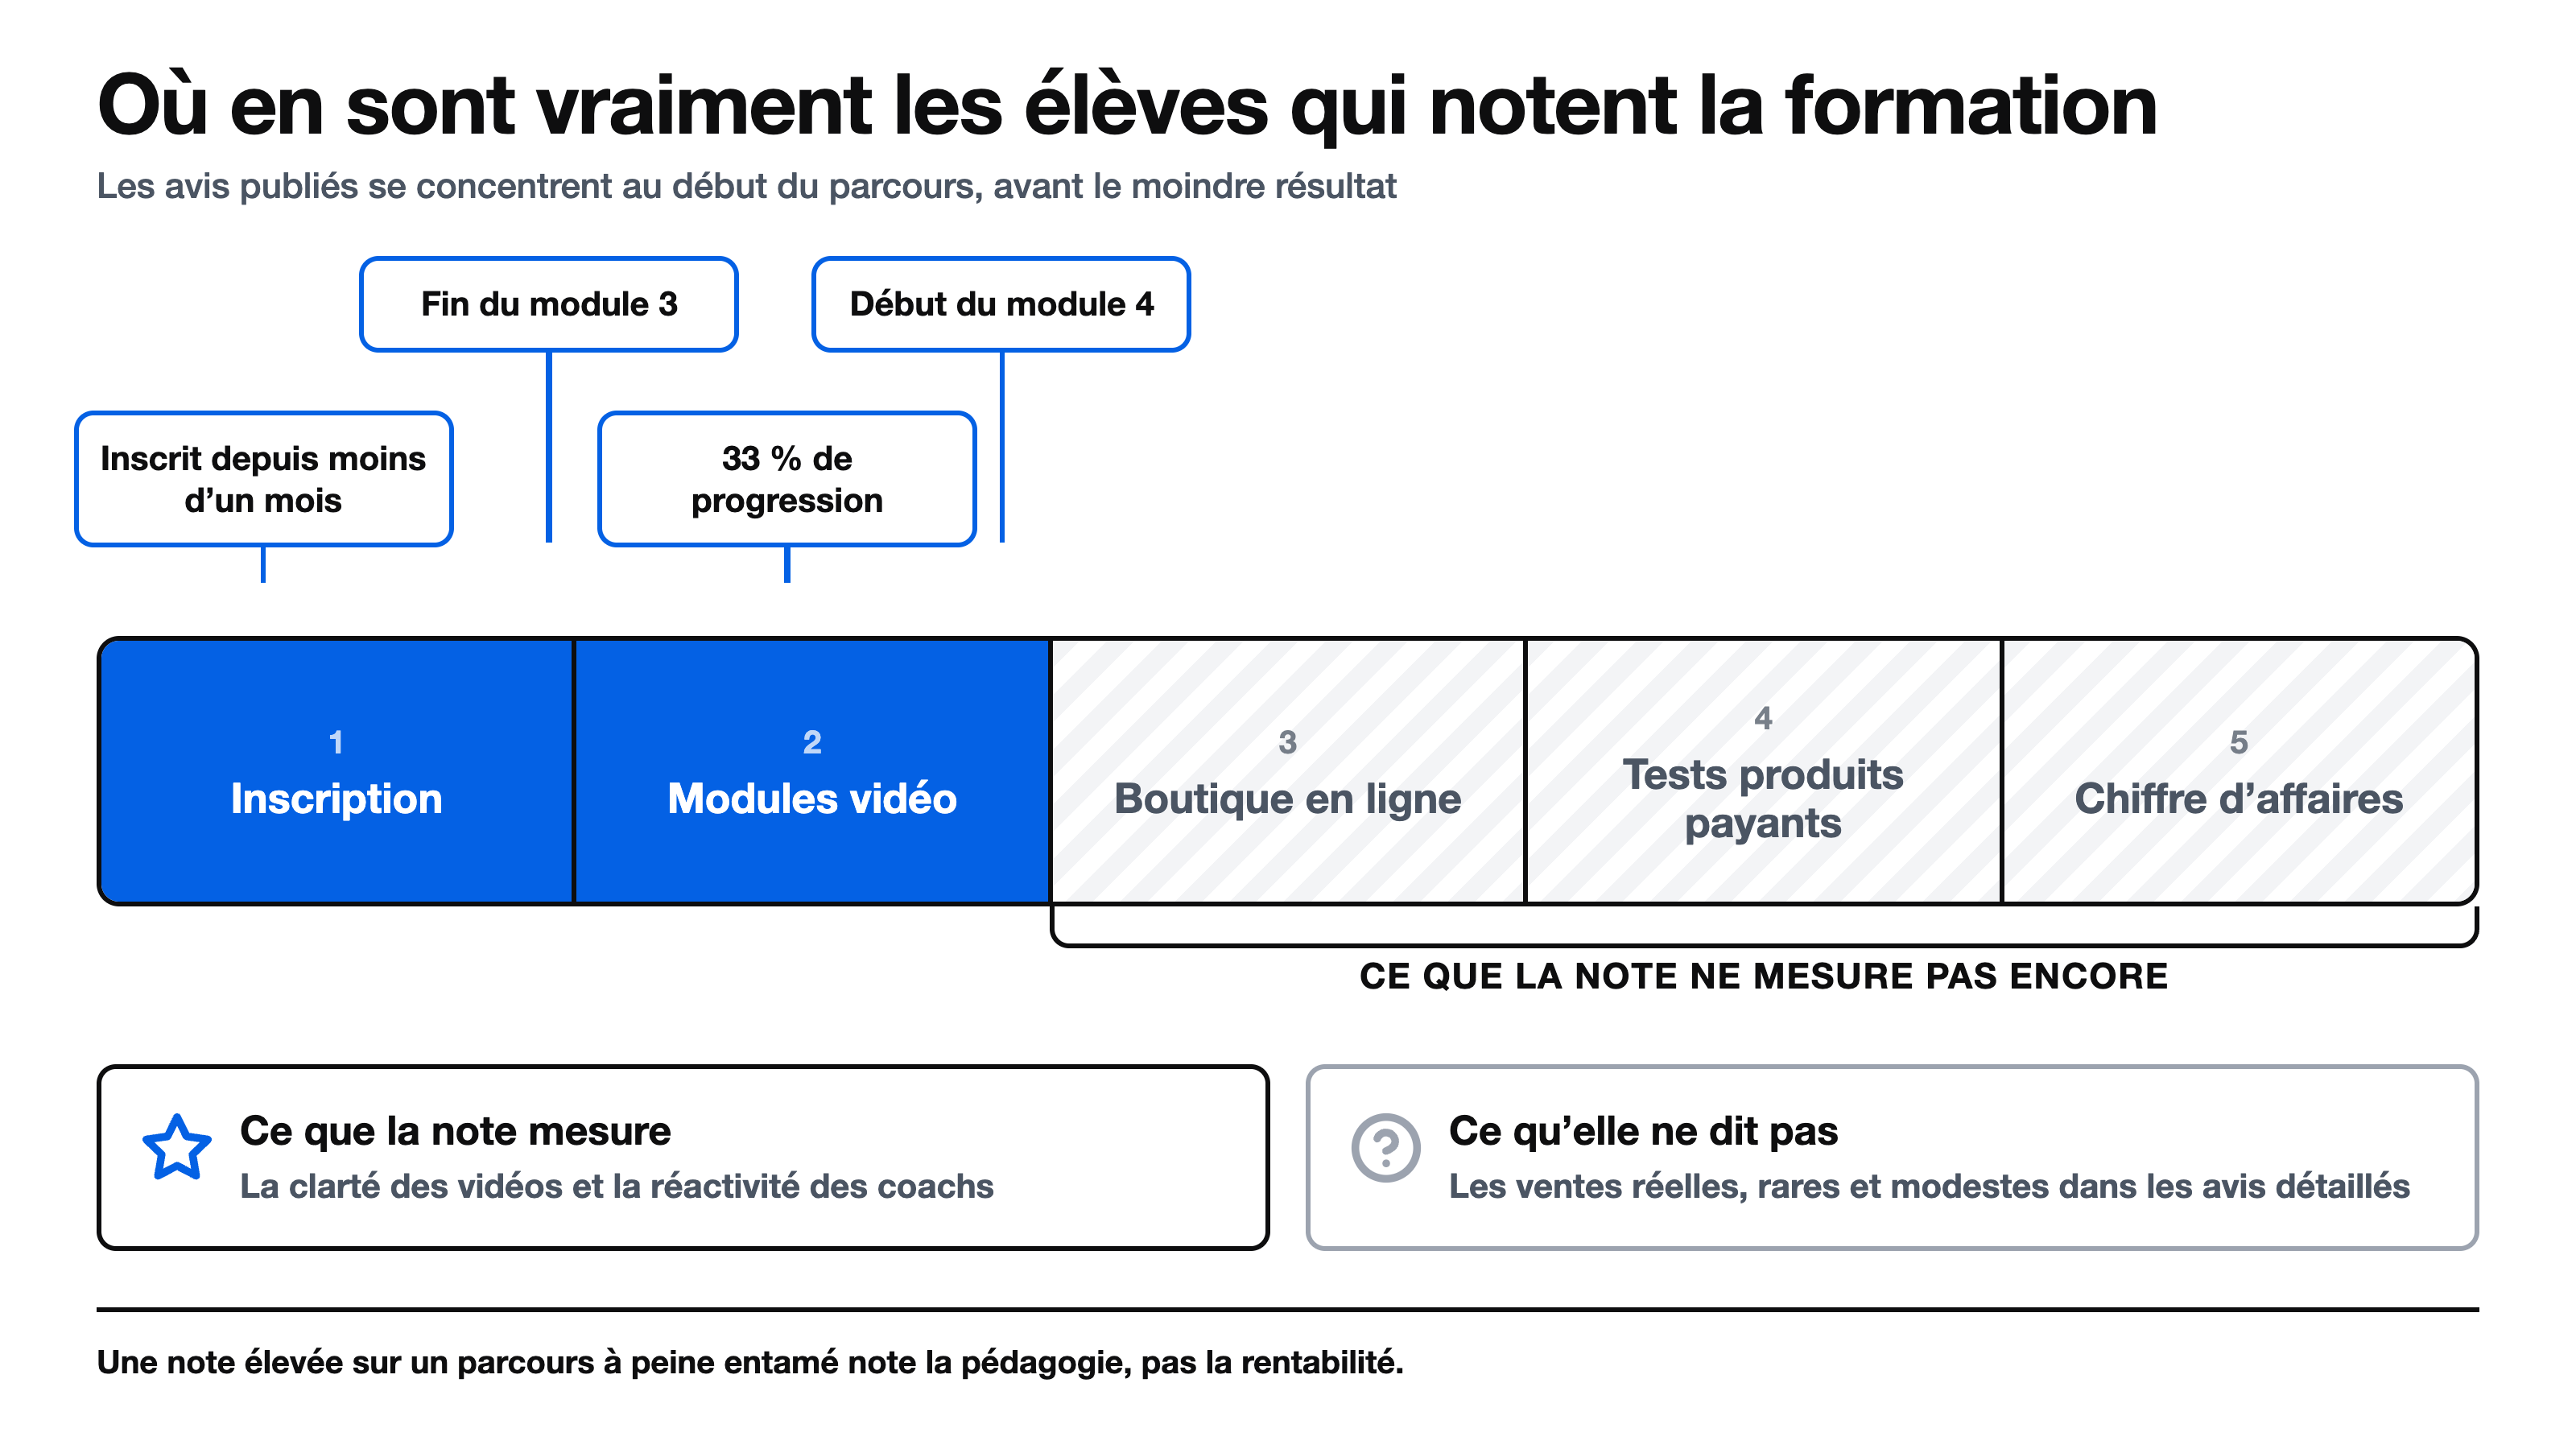 Où en sont vraiment les élèves qui notent la formation
Les avis publiés se concentrent au début du parcours, avant le moindre résultat
Fin du module 3
Début du module 4
Inscrit depuis moins
d’un mois
33 % de
progression
1
Inscription
2
Modules vidéo
3
Boutique en ligne
4
Tests produits
payants
5
Chiffre d’affaires
CE QUE LA NOTE NE MESURE PAS ENCORE
Ce que la note mesure
La clarté des vidéos et la réactivité des coachs
Ce qu’elle ne dit pas
Les ventes réelles, rares et modestes dans les avis détaillés
Une note élevée sur un parcours à peine entamé note la pédagogie, pas la rentabilité.